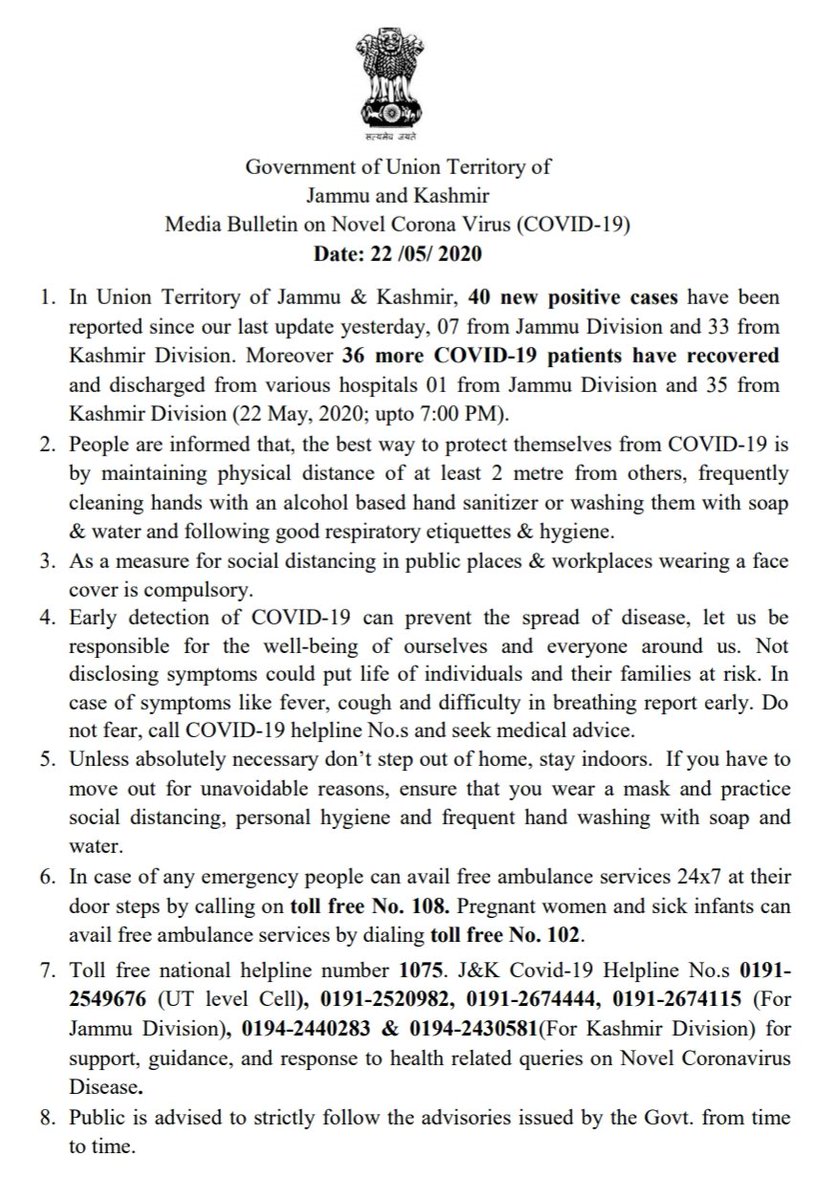 सत्यमेव जयते
Government of Union Territory of
Jammu and Kashmir
Media Bulletin on Novel Corona Virus (COVID-19)
Date: 22 /05/ 2020
1. In Union Territory of Jammu & Kashmir, 40 new positive cases have been
reported since our last update yesterday, 07 from Jammu Division and 33 from
Kashmir Division. Moreover 36 more COVID-19 patients have recovered
and discharged from various hospitals 01 from Jammu Division and 35 from
Kashmir Division (22 May, 2020; upto 7:00 PM).
2. People are informed that, the best way to protect themselves from COVID-19 is
by maintaining physical distance of at least 2 metre from others, frequently
cleaning hands with an alcohol based hand sanitizer or washing them with soap
& water and following good respiratory etiquettes & hygiene.
3. As a measure for social distancing in public places & workplaces wearing a face
cover is compulsory.
4. Early detection of COVID-19 can prevent the spread of disease, let us be
responsible for the well-being of ourselves and everyone around us. Not
disclosing symptoms could put life of individuals and their families at risk. In
case of symptoms like fever, cough and difficulty in breathing report early. Do
not fear, call COVID-19 helpline No.s and seek medical advice.
5. Unless absolutely necessary don’t step out of home, stay indoors. If you have to
move out for unavoidable reasons, ensure that you wear a mask and practice
social distancing, personal hygiene and frequent hand washing with soap and
water.
6. In case of any emergency people can avail free ambulance services 24x7 at their
door steps by calling on toll free No. 108. Pregnant women and sick infants can
avail free ambulance services by dialing toll free No. 102.
7. Toll free national helpline number 1075. J&K Covid-19 Helpline No.s 0191-
2549676 (UT level Cell), 0191-2520982, 0191-2674444, 0191-2674115 (For
Jammu Division), 0194-2440283 & 0194-2430581(For Kashmir Division) for
support, guidance, and response to health related queries on Novel Coronavirus
Disease.
8. Public is advised to strictly follow the advisories issued by the Govt. from time
to time.